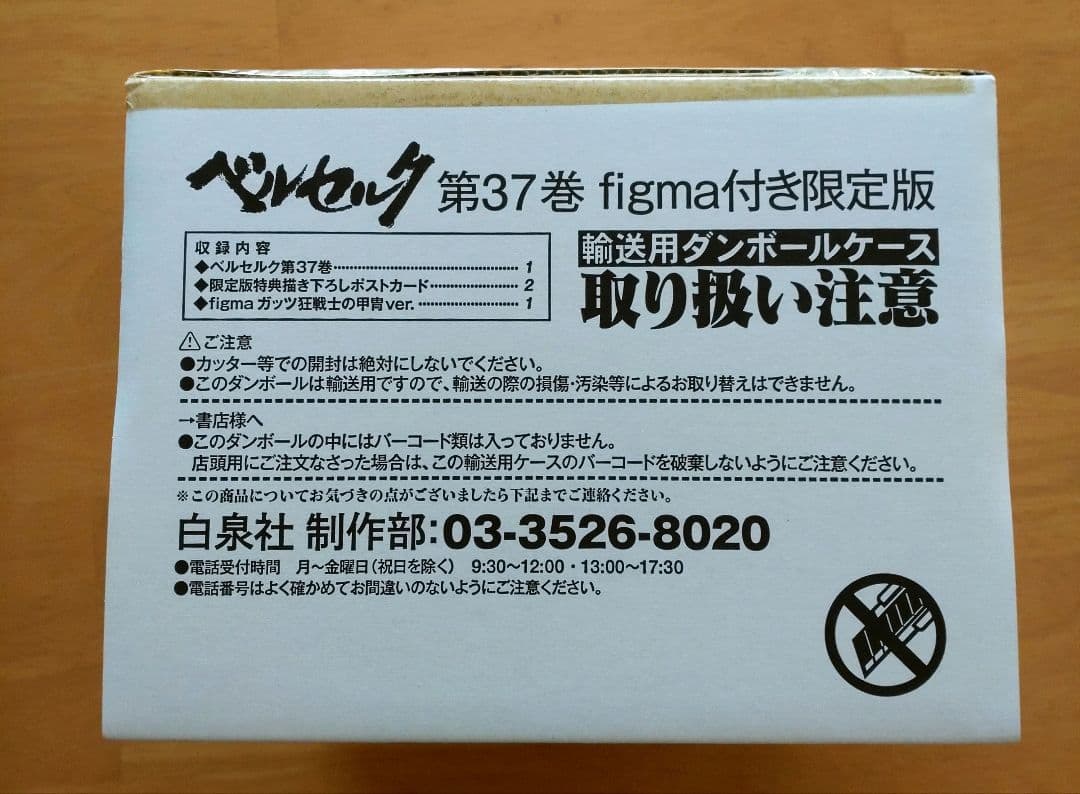 ベルセルク 第37巻 figma付き限定版
収録内容
◆ベルセルク第37巻 1
◆限定版特典描き下ろしポストカード 2
◆figma ガッツ狂戦士の甲冑ver. 1
輸送用ダンボールケース
取り扱い注意
⚠ご注意
●カッター等での開封は絶対にしないでください。
●このダンボールは輸送用ですので、輸送の際の損傷・汚染等によるお取り替えはできません。
→書店様へ
●このダンボールの中にはバーコード類は入っておりません。
店頭用にご注文なさった場合は、この輸送用ケースのバーコードを破棄しないようにご注意ください。
※この商品についてお気づきの点がございましたら下記までご連絡ください。
白泉社 制作部:03-3526-8020
●電話受付時間 月〜金曜日(祝日を除く) 9:30〜12:00・13:00〜17:30
●電話番号はよく確かめてお間違いのないようにご注意ください。